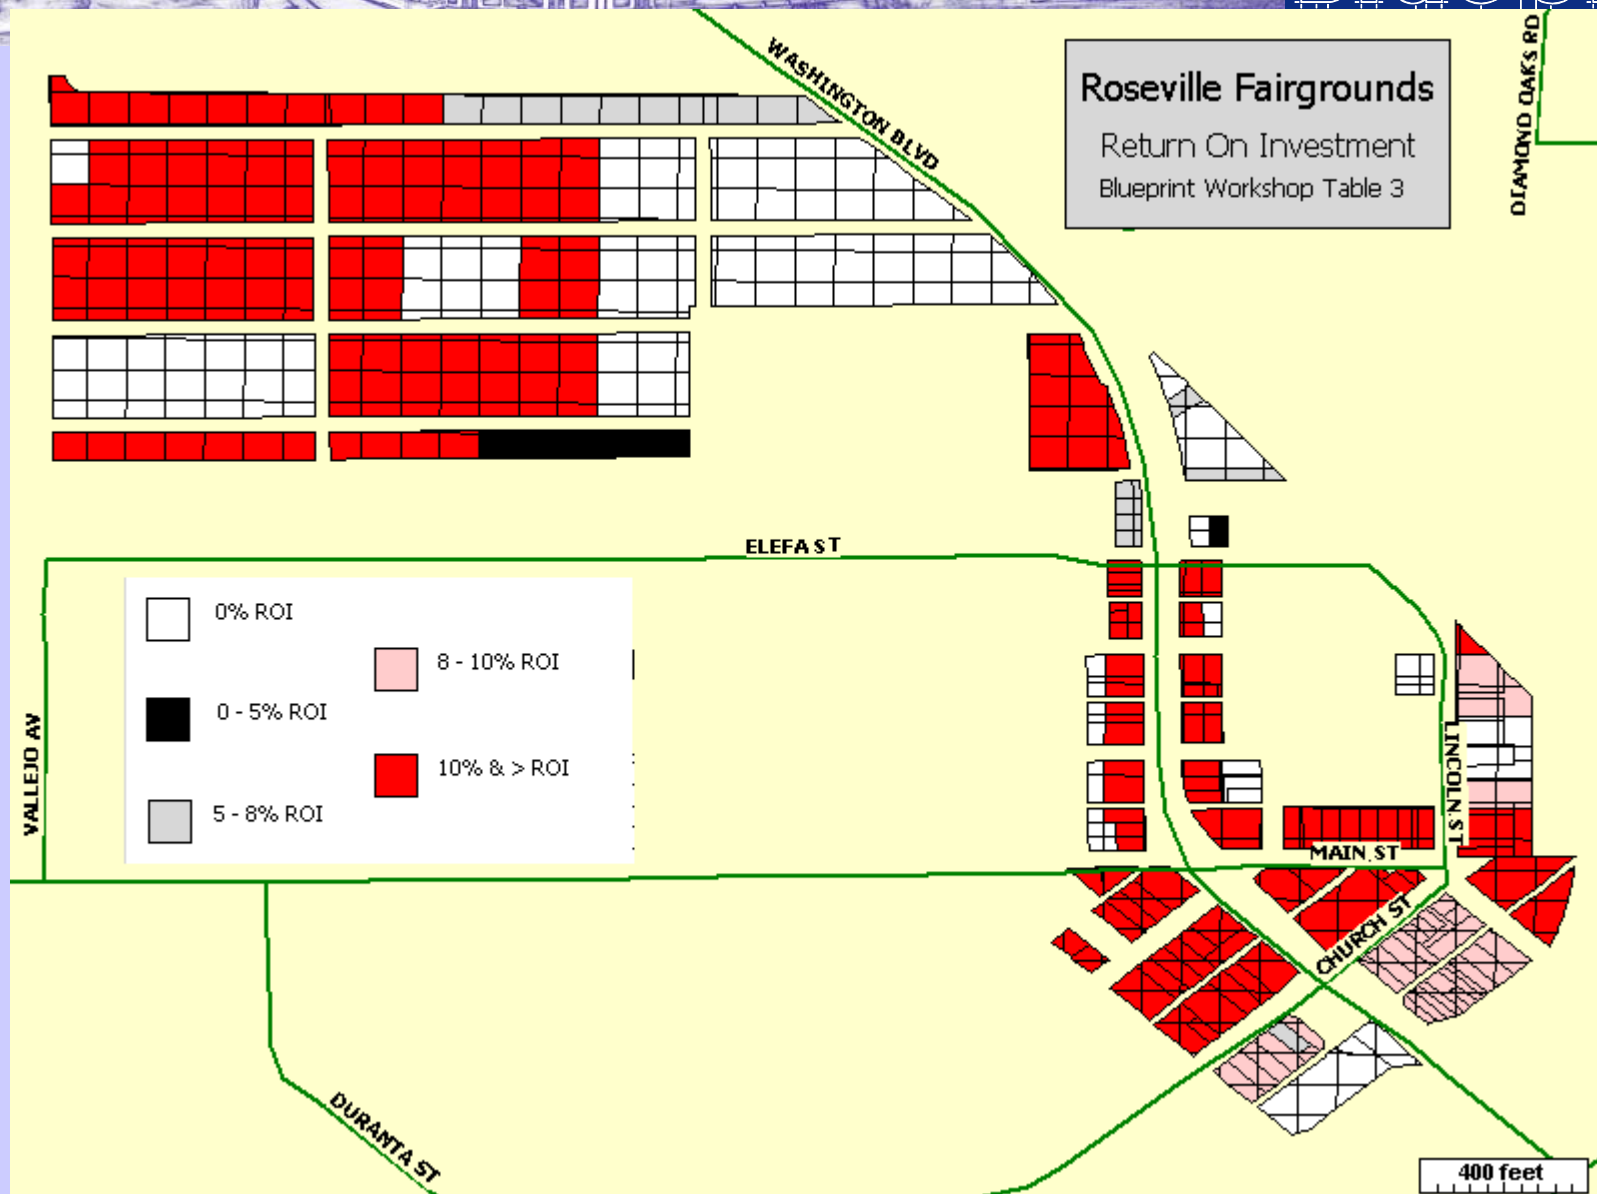 WASHINGTON BLVD
DIAMOND OAKS RD
Roseville Fairgrounds
Return On Investment
Blueprint Workshop Table 3
ELEFA ST
VALLEJO AV
0% ROI
8 - 10% ROI
0 - 5% ROI
10% & > ROI
5 - 8% ROI
LINCOLN ST
MAIN ST
CHURCH ST
DURANTA ST
400 feet